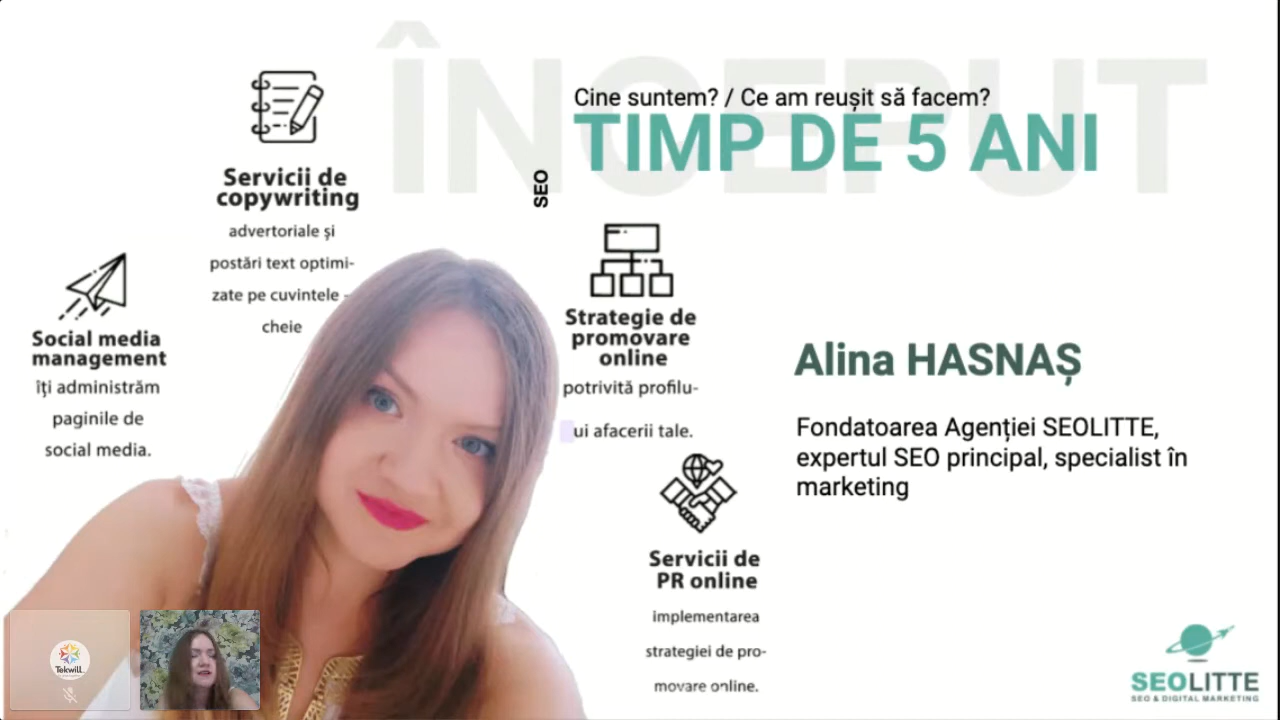 ÎNCEPUT
Cine suntem? / Ce am reușit să facem?
TIMP DE 5 ANI
SEO
Servicii de
copywriting
advertoriale și
postări text optimi-
zate pe cuvintele -
cheie
Social media
management
îți administrăm
paginile de
social media.
Strategie de
promovare
online
potrivită profilu-
ui afacerii tale.
Servicii de
PR online
implementarea
strategiei de pro-
movare online.
Alina HASNAȘ
Fondatoarea Agenției SEOLITTE,
expertul SEO principal, specialist în
marketing
Tekwill
SEOLITTE
SEO & DIGITAL MARKETING